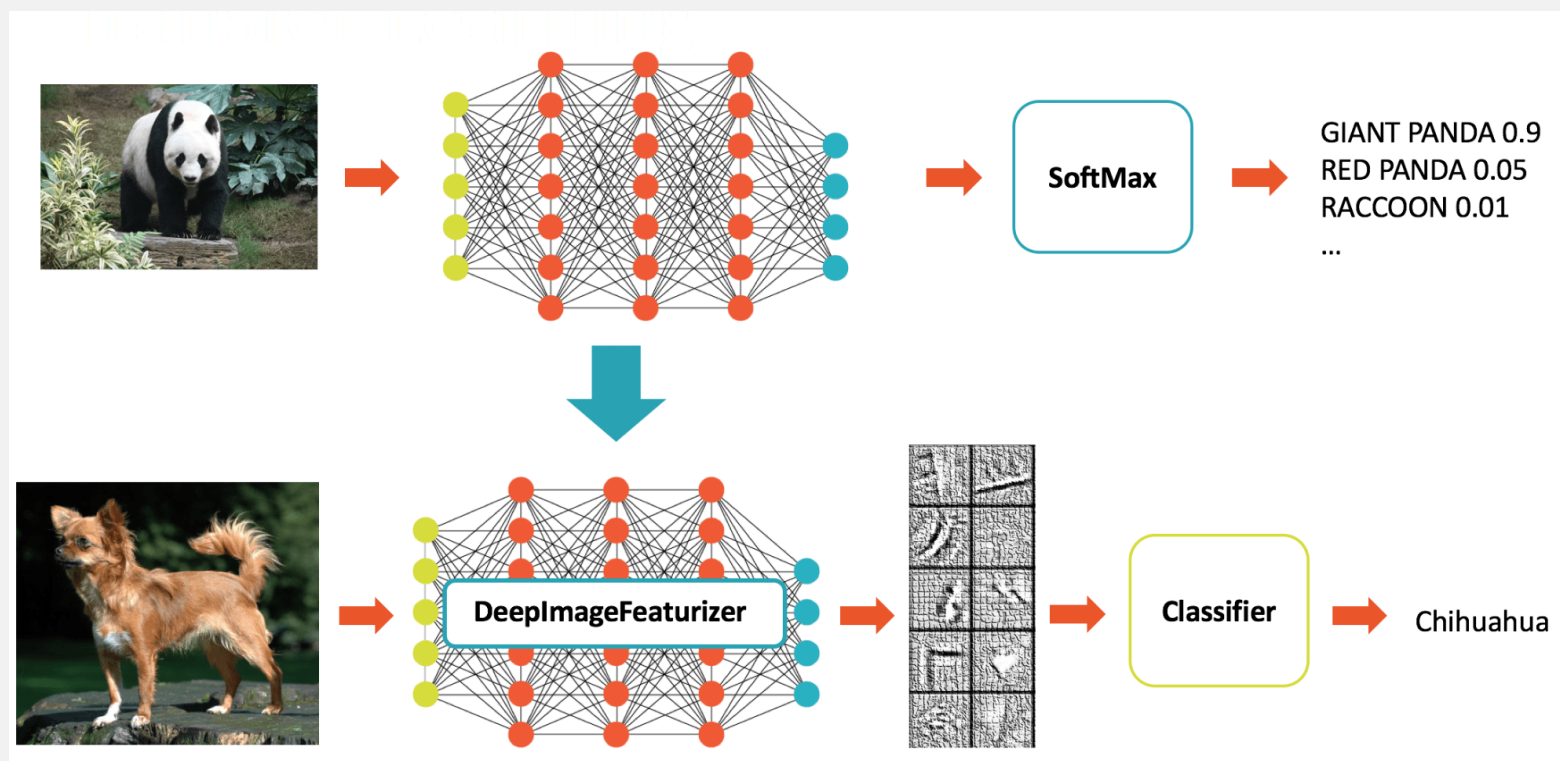 SoftMax
GIANT PANDA 0.9
RED PANDA 0.05
RACCOON 0.01
...
DeepImageFeaturizer
Classifier
Chihuahua